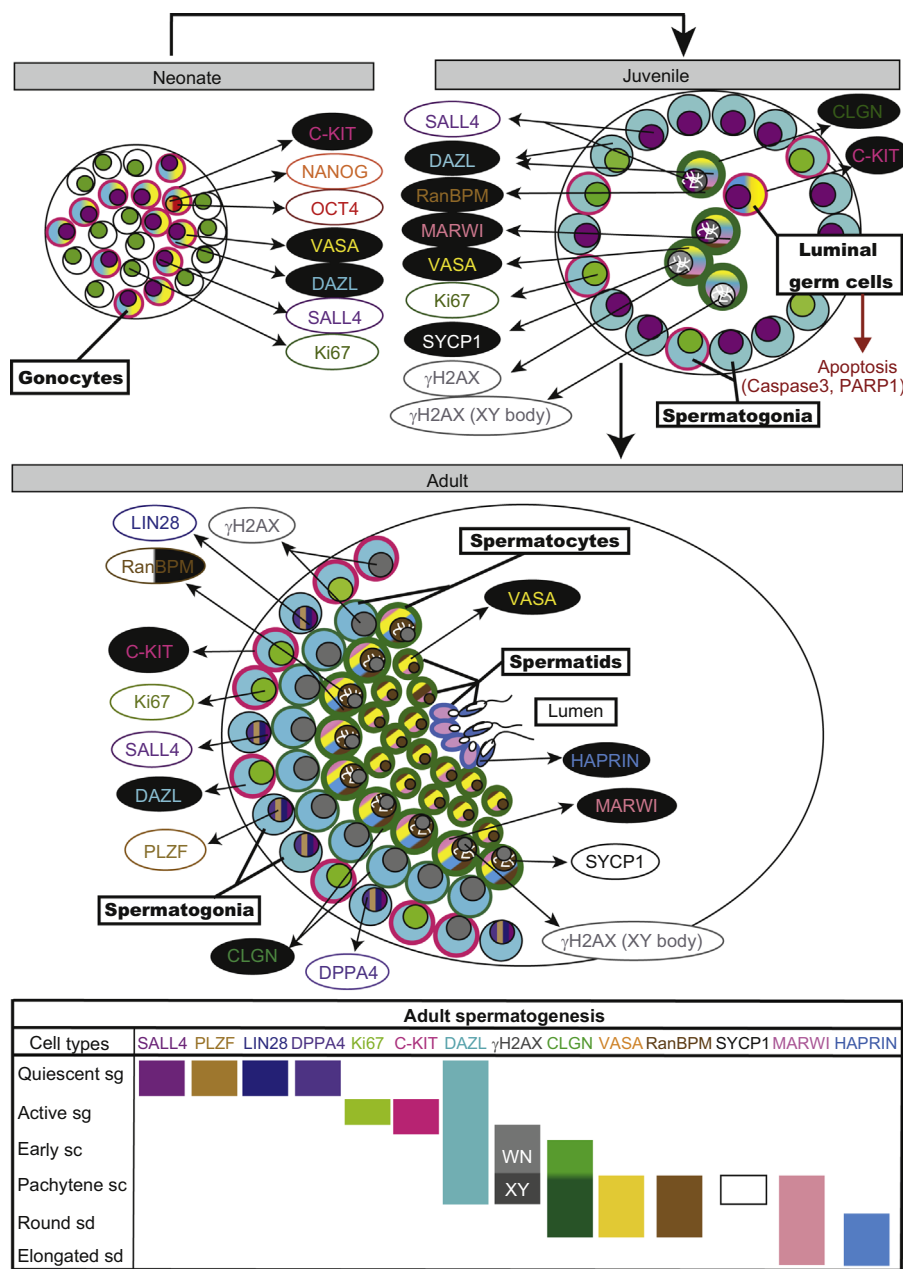 Neonate
C-KIT
NANOG
OCT4
VASA
DAZL
SALL4
Ki67
Gonocytes
Juvenile
SALL4
DAZL
RanBPM
MARWI
VASA
Ki67
SYCP1
γH2AX
γH2AX (XY body)
CLGN
C-KIT
Luminal
germ cells
Apoptosis
(Caspase3, PARP1)
Spermatogonia
Adult
LIN28
γH2AX
RanBPM
C-KIT
Ki67
SALL4
DAZL
PLZF
Spermatogonia
CLGN
DPPA4
Spermatocytes
VASA
Spermatids
Lumen
HAPRIN
MARWI
SYCP1
γH2AX (XY body)
Adult spermatogenesis
Cell types SALL4 PLZF LIN28 DPPA4 Ki67 C-KIT DAZL γH2AX CLGN VASA RanBPM SYCP1 MARWI HAPRIN
Quiescent sg
Active sg
Early sc WN
Pachytene sc XY
Round sd
Elongated sd